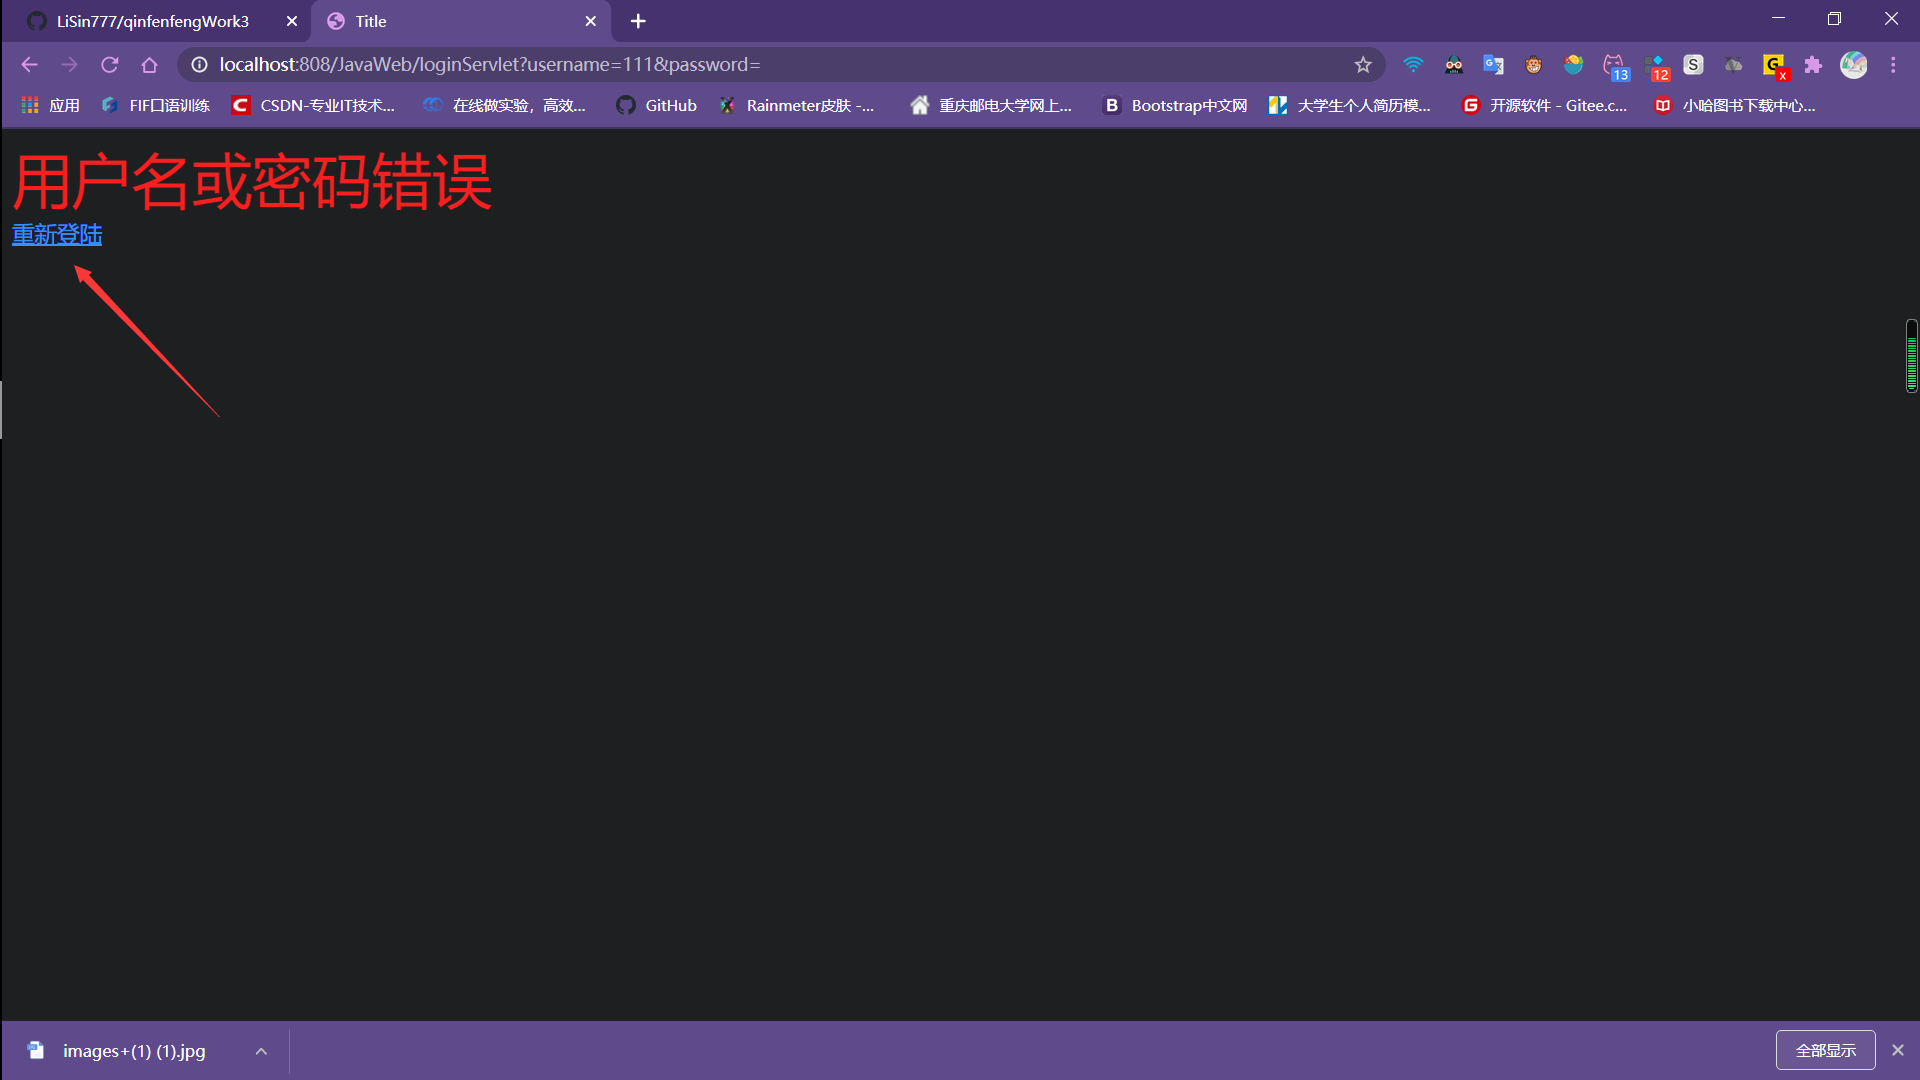 LiSin777/qinfenfengWork3
Title
localhost:808/JavaWeb/loginServlet?username=111&password=
13
12
S
G
x
应用
FIF口语训练
CSDN-专业IT技术...
在线做实验，高效...
GitHub
Rainmeter皮肤 -...
重庆邮电大学网上...
Bootstrap中文网
大学生个人简历模...
开源软件 - Gitee.c...
小哈图书下载中心...
用户名或密码错误
重新登陆
images+(1) (1).jpg
全部显示